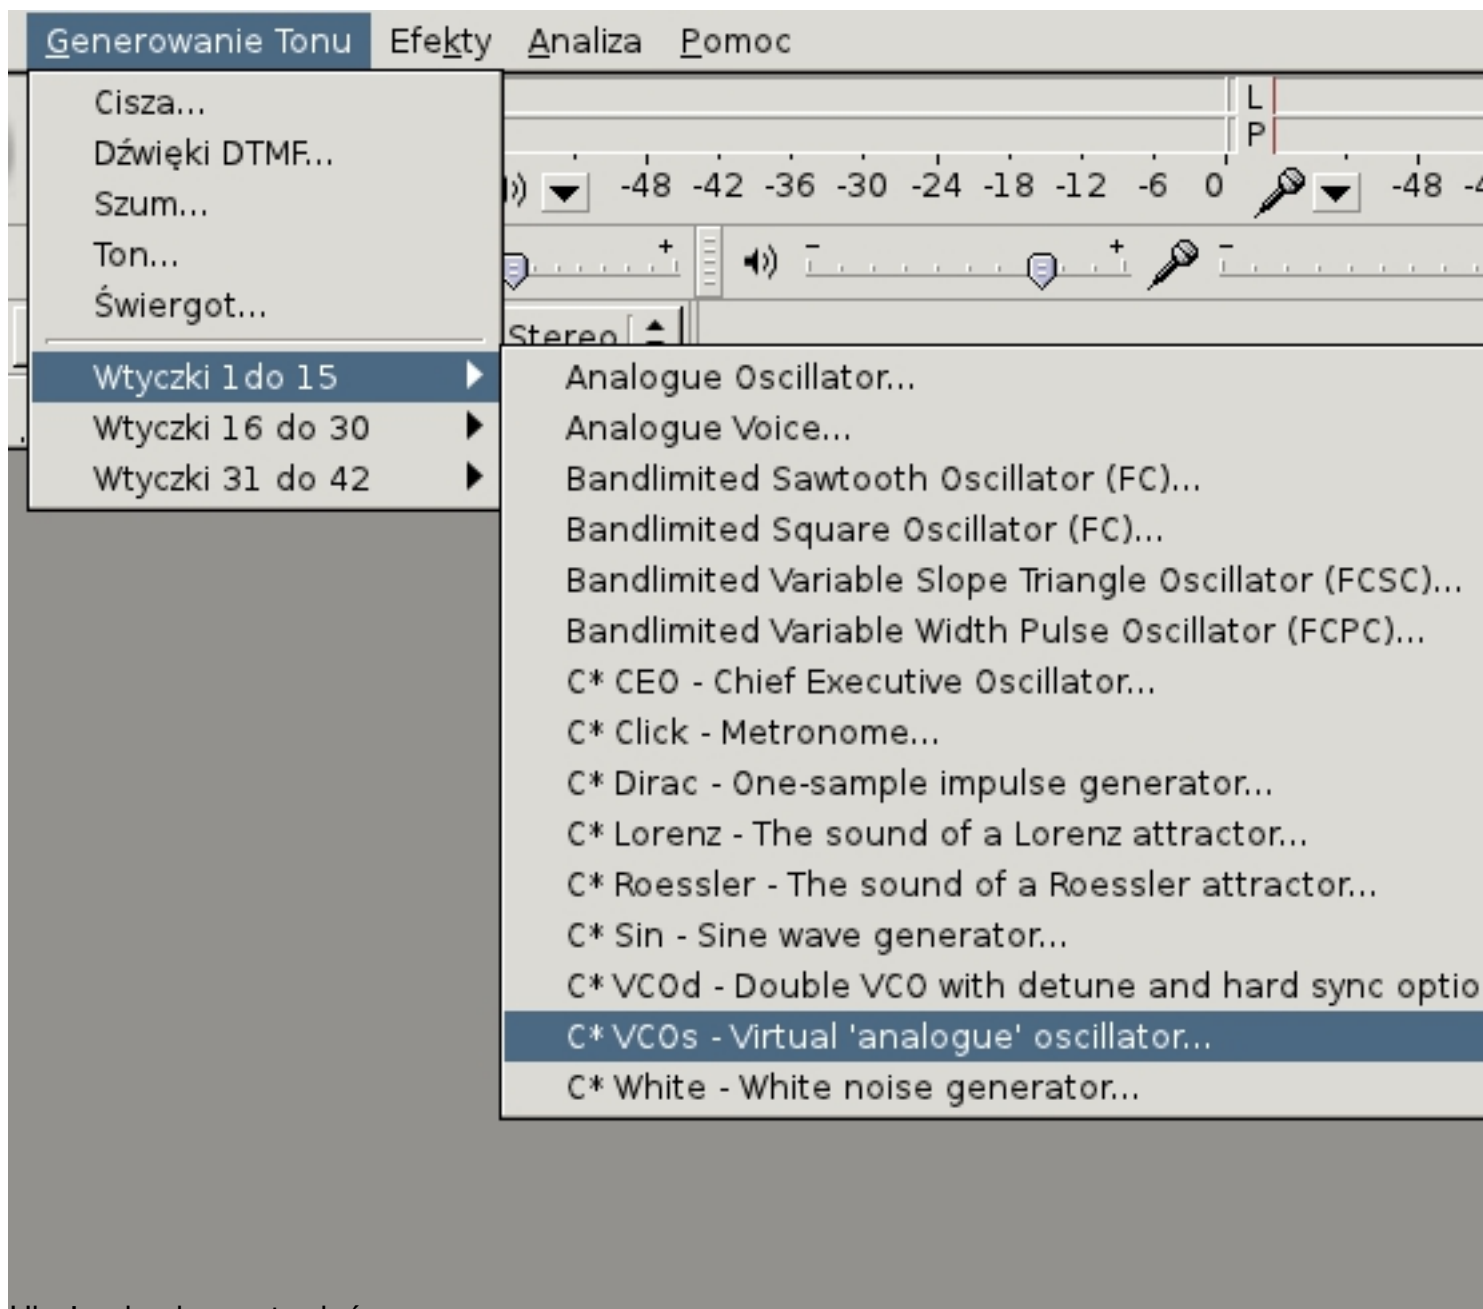 Generowanie Tonu Efekty Analiza Pomoc
Cisza...
Dźwięki DTMF...
Szum...
Ton...
Świergot...
Wtyczki 1 do 15
Wtyczki 16 do 30
Wtyczki 31 do 42
L
P
-48 -42 -36 -30 -24 -18 -12 -6 0 -48
- + - + -
Stereo
Analogue Oscillator...
Analogue Voice...
Bandlimited Sawtooth Oscillator (FC)...
Bandlimited Square Oscillator (FC)...
Bandlimited Variable Slope Triangle Oscillator (FCSC)...
Bandlimited Variable Width Pulse Oscillator (FCPC)...
C* CEO - Chief Executive Oscillator...
C* Click - Metronome...
C* Dirac - One-sample impulse generator...
C* Lorenz - The sound of a Lorenz attractor...
C* Roessler - The sound of a Roessler attractor...
C* Sin - Sine wave generator...
C* VCOd - Double VCO with detune and hard sync optio
C* VCOs - Virtual 'analogue' oscillator...
C* White - White noise generator...